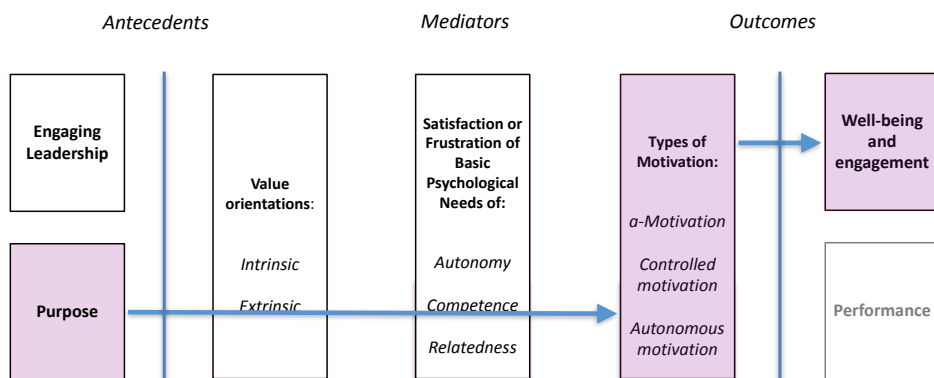 Antecedents
Mediators
Outcomes
Engaging
Leadership
Purpose
Value
orientations:
Intrinsic
Extrinsic
Satisfaction or
Frustration of
Basic
Psychological
Needs of:
Autonomy
Competence
Relatedness
Types of
Motivation:
a-Motivation
Controlled
motivation
Autonomous
motivation
Well-being
and
engagement
Performance